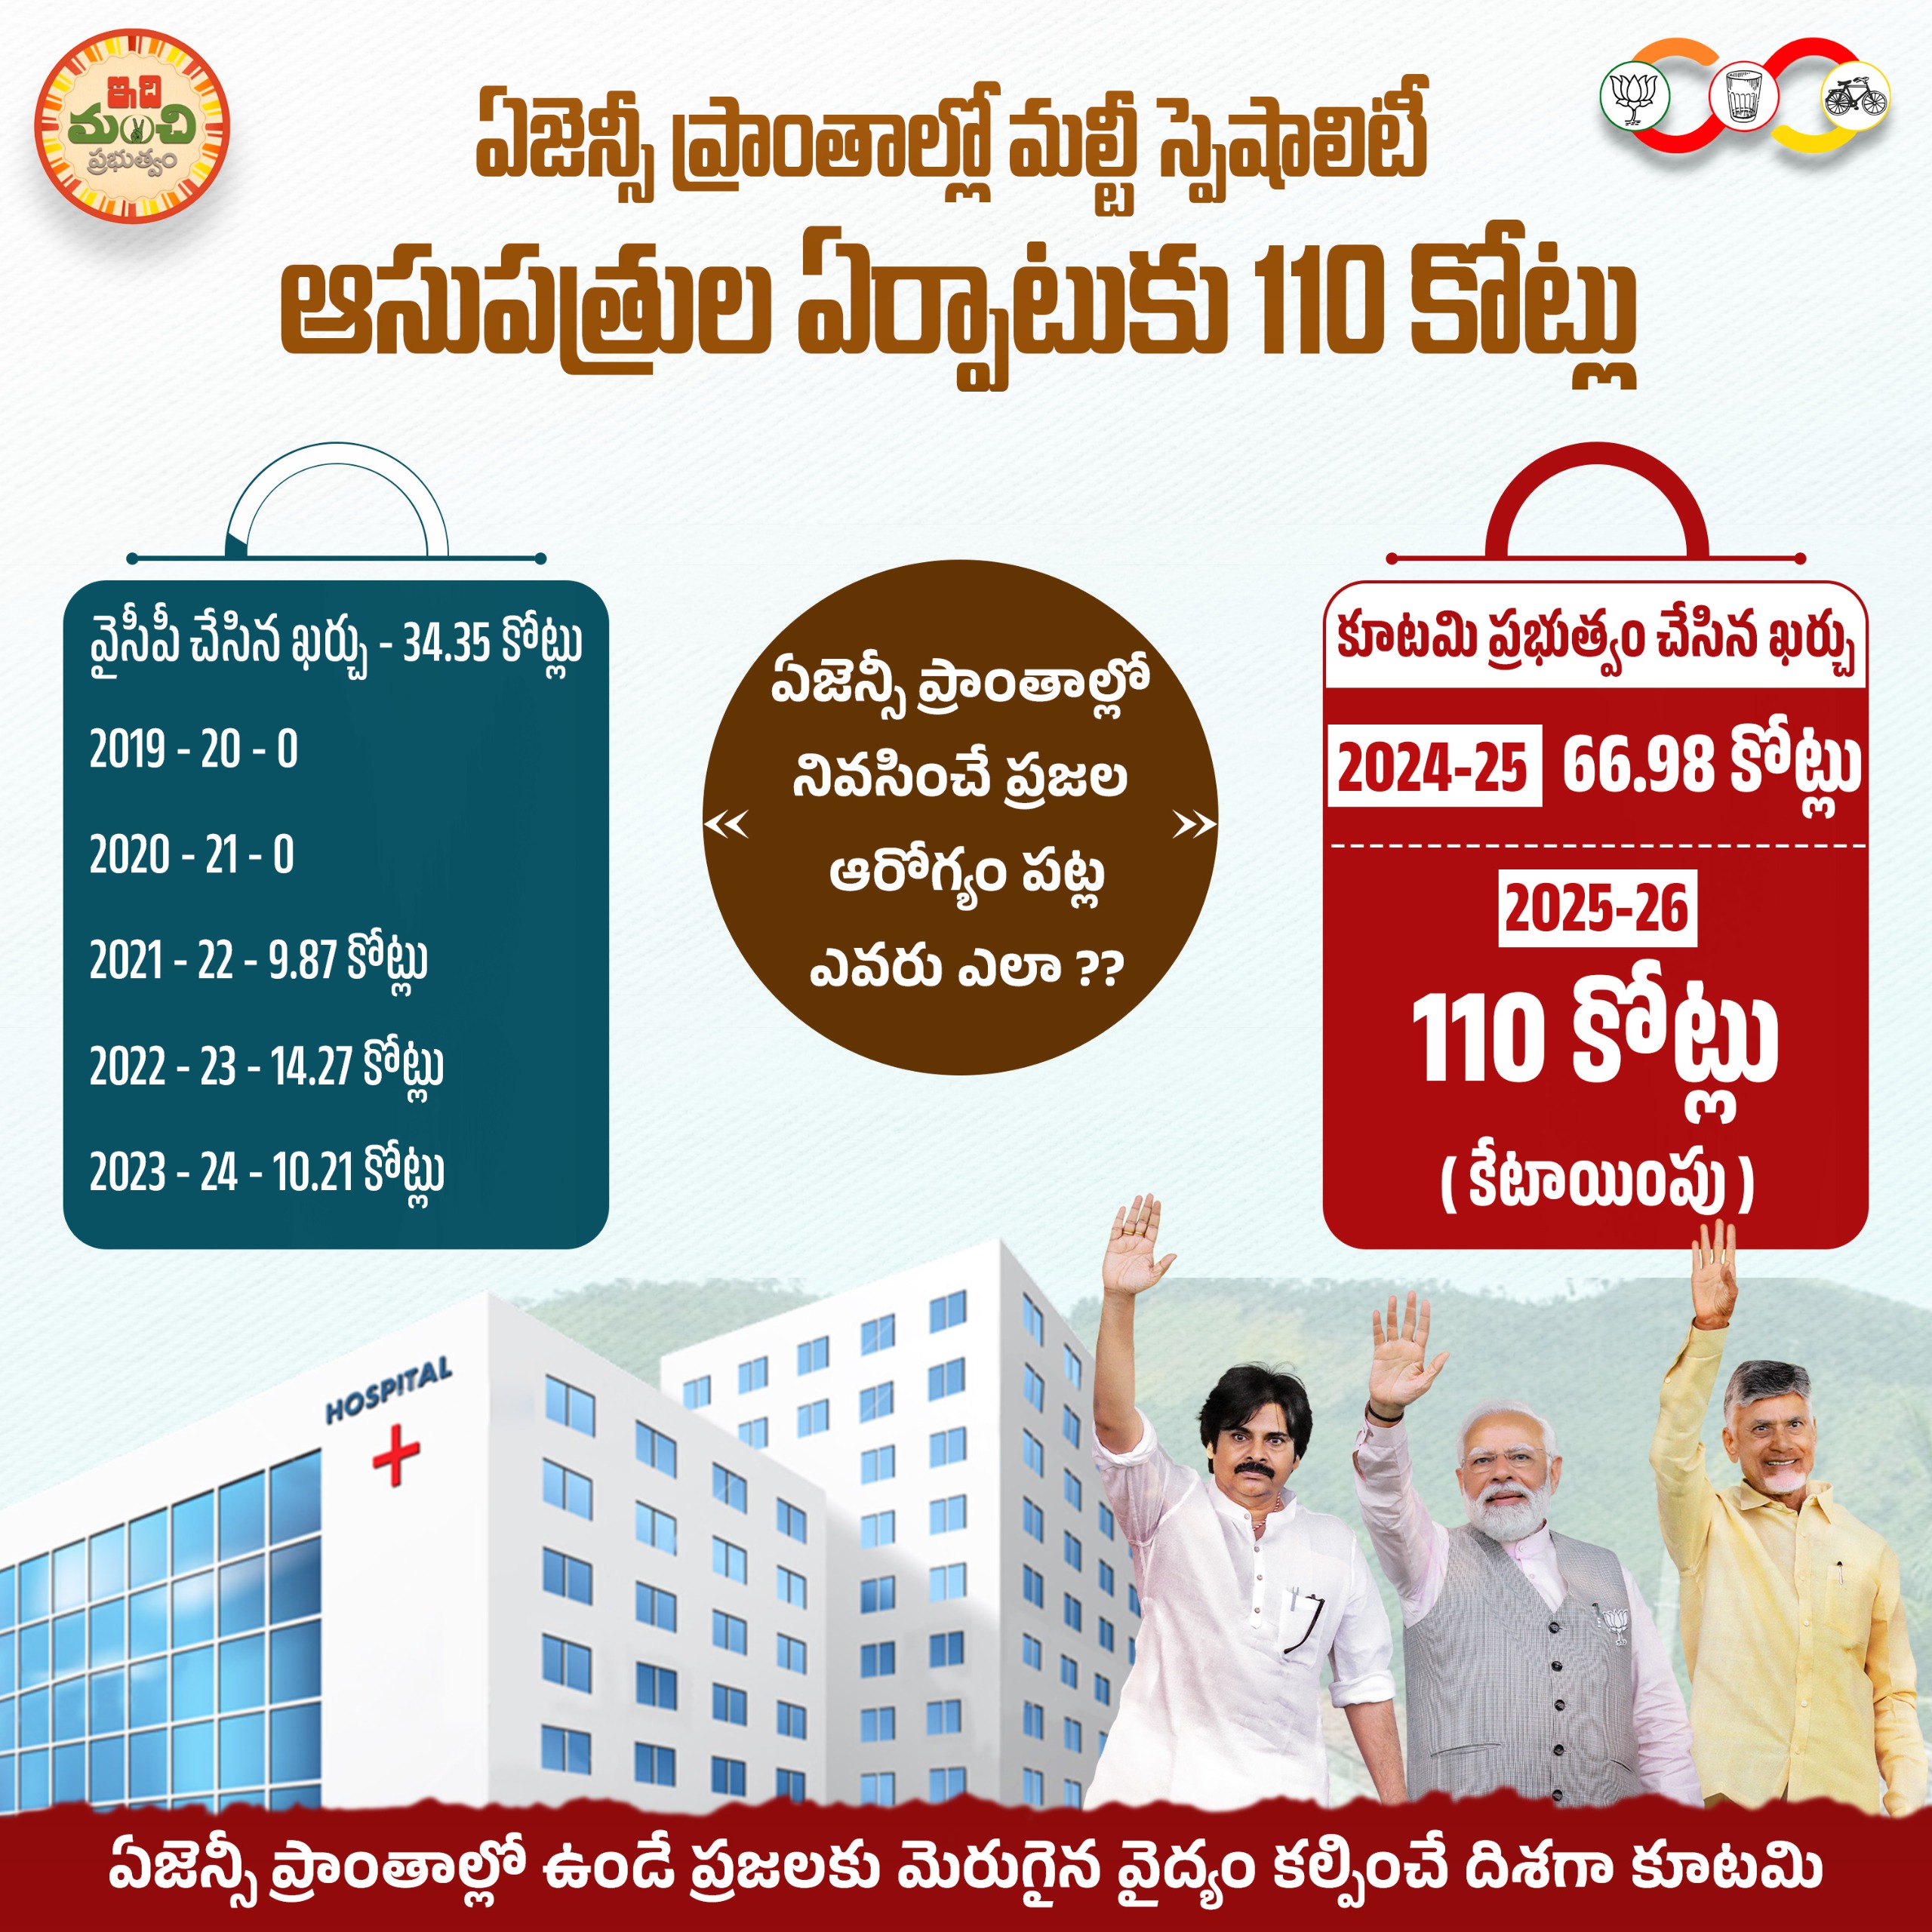 ఇది
మంచి
ప్రభుత్వం
ఏజెన్సీ ప్రాంతాల్లో మల్టీ స్పెషాలిటీ
ఆసుపత్రుల ఏర్పాటుకు 110 కోట్లు
వైసీపీ చేసిన ఖర్చు - 34.35 కోట్లు
2019 - 20 - 0
2020 - 21 - 0
2021 - 22 - 9.87 కోట్లు
2022 - 23 - 14.27 కోట్లు
2023 - 24 - 10.21 కోట్లు
ఏజెన్సీ ప్రాంతాల్లో
నివసించే ప్రజల
ఆరోగ్యం పట్ల
ఎవరు ఎలా ??
కూటమి ప్రభుత్వం చేసిన ఖర్చు
2024-25 66.98 కోట్లు
2025-26
110 కోట్లు
( కేటాయింపు )
HOSPITAL
ఏజెన్సీ ప్రాంతాల్లో ఉండే ప్రజలకు మెరుగైన వైద్యం కల్పించే దిశగా కూటమి